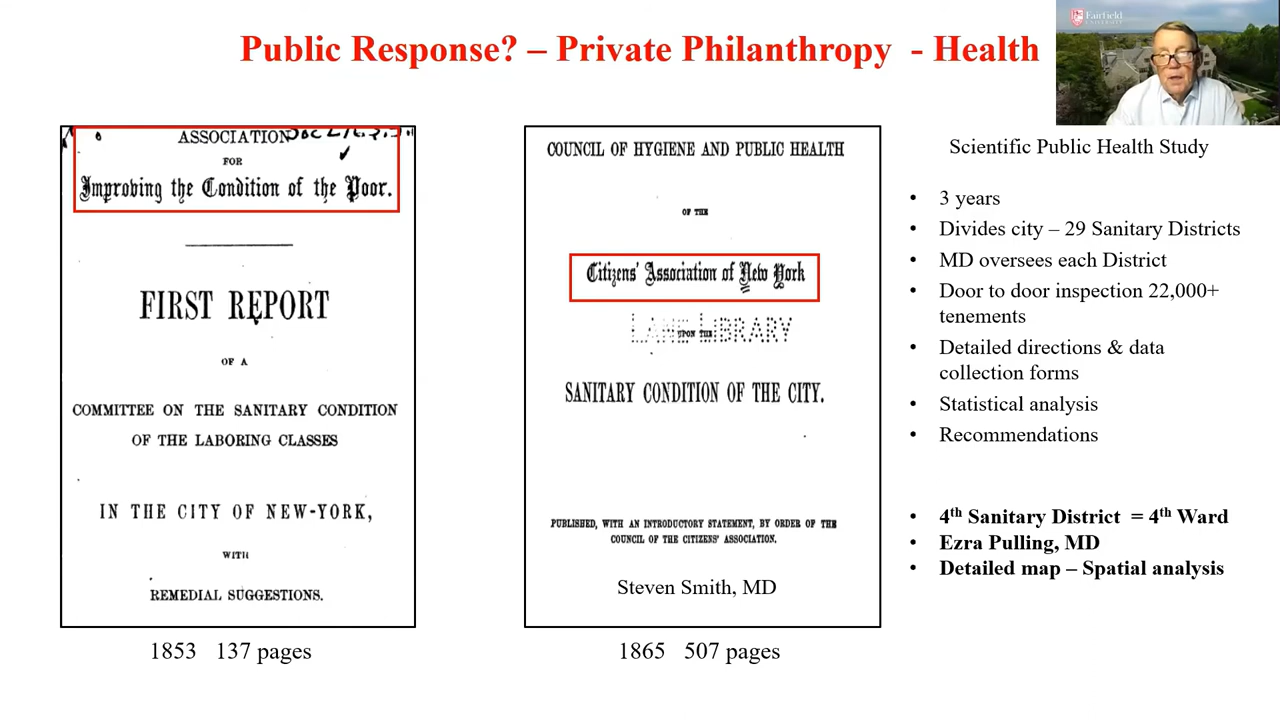 Public Response? – Private Philanthropy - Health
Fairfield
UNIVERSITY
ASSOCIATION
FOR
Improving the Condition of the Poor.
FIRST REPORT
OF A
COMMITTEE ON THE SANITARY CONDITION
OF THE LABORING CLASSES
IN THE CITY OF NEW-YORK,
WITH
REMEDIAL SUGGESTIONS.
1853 137 pages
COUNCIL OF HYGIENE AND PUBLIC HEALTH
OF THE
Citizens' Association of New York
LANE LIBRARY
UPON THE
SANITARY CONDITION OF THE CITY.
PUBLISHED, WITH AN INTRODUCTORY STATEMENT, BY ORDER OF THE
COUNCIL OF THE CITIZENS' ASSOCIATION.
Steven Smith, MD
1865 507 pages
Scientific Public Health Study
• 3 years
• Divides city – 29 Sanitary Districts
• MD oversees each District
• Door to door inspection 22,000+
tenements
• Detailed directions & data
collection forms
• Statistical analysis
• Recommendations
• 4th Sanitary District = 4th Ward
• Ezra Pulling, MD
• Detailed map – Spatial analysis